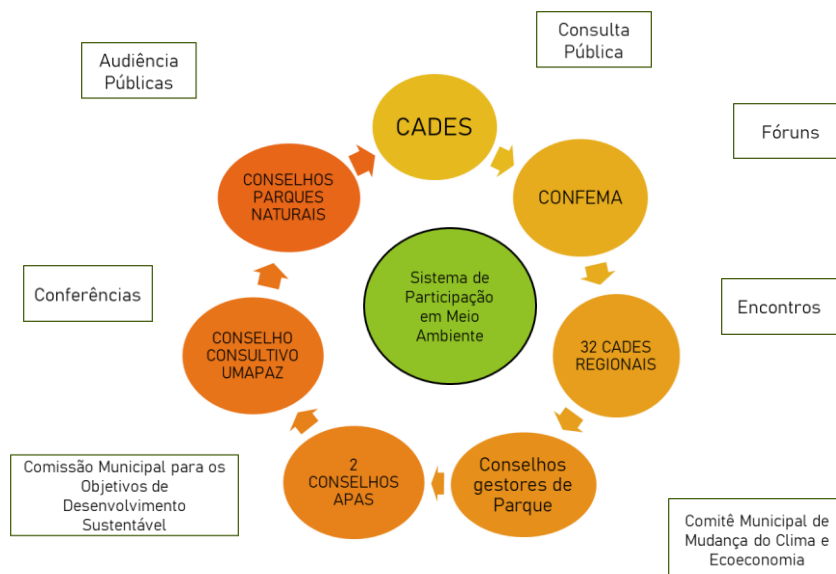 Consulta
Pública
Audiência
Públicas
CADES
Fóruns
CONSELHOS
PARQUES
NATURAIS
CONFEMA
Sistema de
Participação
em Meio
Ambiente
Conferências
Encontros
CONSELHO
CONSULTIVO
UMAPAZ
32 CADES
REGIONAIS
2
CONSELHOS
APAS
Conselhos
gestores de
Parque
Comissão Municipal para os
Objetivos de
Desenvolvimento
Sustentável
Comitê Municipal de
Mudança do Clima e
Ecoeconomia